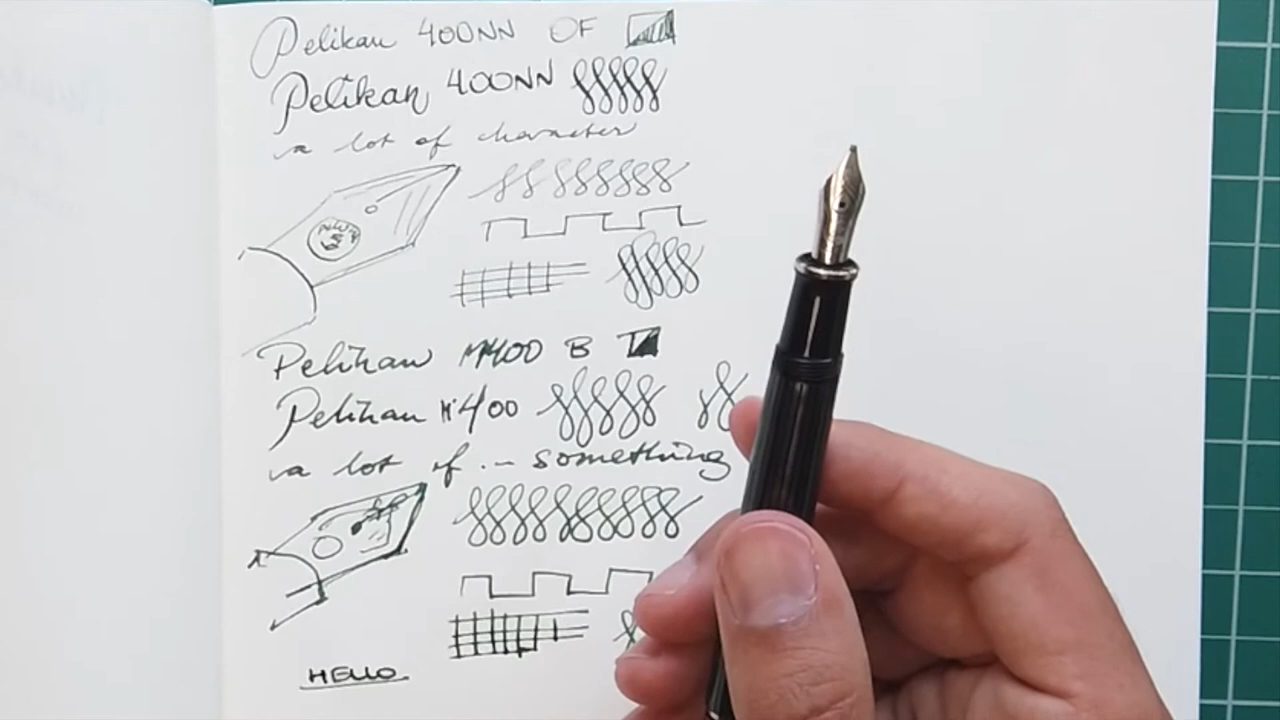 Pelikan 400NN OF
Pelikan 400NN
a lot of character
Pelikan M400 B
Pelikan M400
a lot of .. something
HELLO